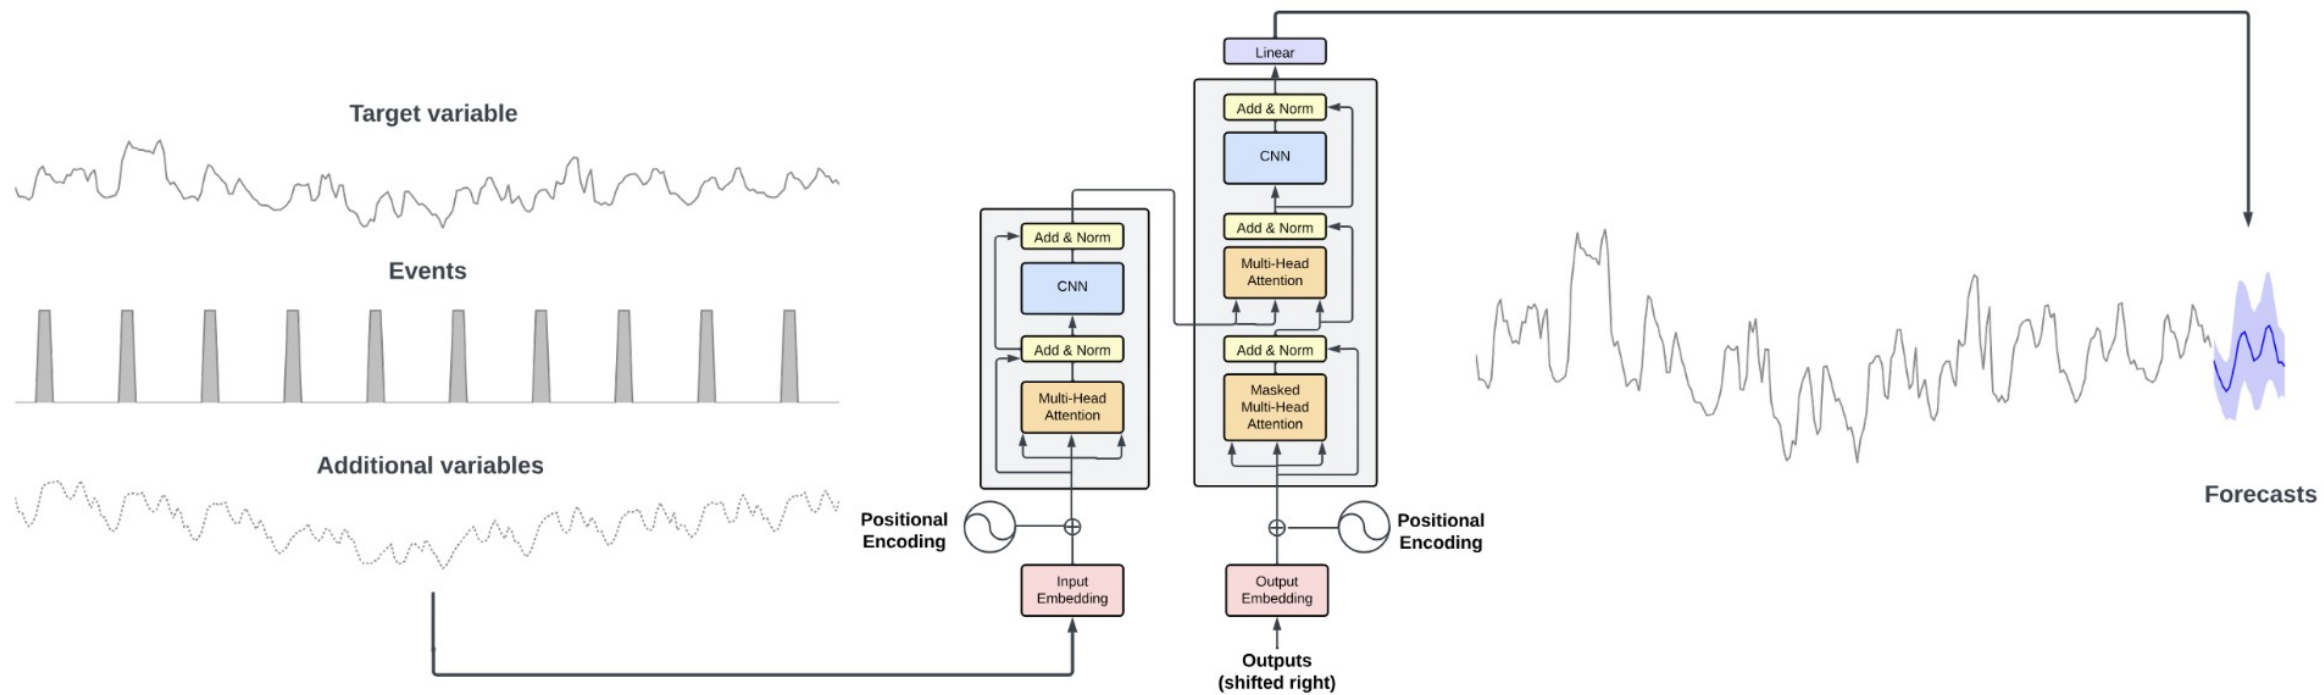 Target variable
Events
Additional variables
Positional
Encoding
Add & Norm
CNN
Add & Norm
Multi-Head
Attention
Input
Embedding
Linear
Add & Norm
CNN
Add & Norm
Multi-Head
Attention
Add & Norm
Masked
Multi-Head
Attention
Positional
Encoding
Output
Embedding
Outputs
(shifted right)
Forecasts